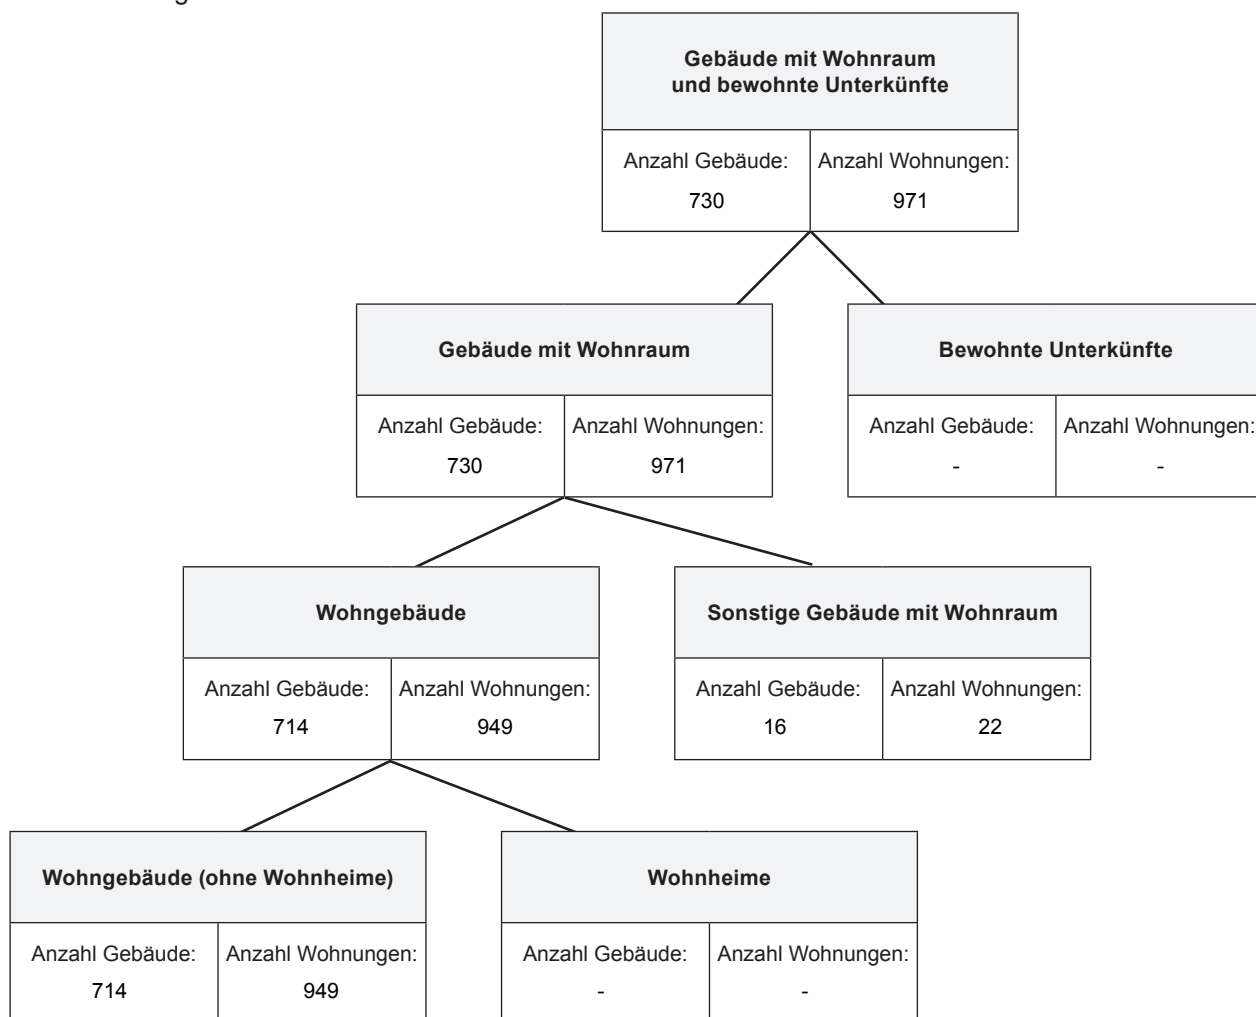 Gebäude mit Wohnraum
und bewohnte Unterkünfte
Anzahl Gebäude: Anzahl Wohnungen:
730 971
Gebäude mit Wohnraum
Anzahl Gebäude: Anzahl Wohnungen:
730 971
Bewohnte Unterkünfte
Anzahl Gebäude: Anzahl Wohnungen:
- -
Wohngebäude
Anzahl Gebäude: Anzahl Wohnungen:
714 949
Sonstige Gebäude mit Wohnraum
Anzahl Gebäude: Anzahl Wohnungen:
16 22
Wohngebäude (ohne Wohnheime)
Anzahl Gebäude: Anzahl Wohnungen:
714 949
Wohnheime
Anzahl Gebäude: Anzahl Wohnungen:
- -